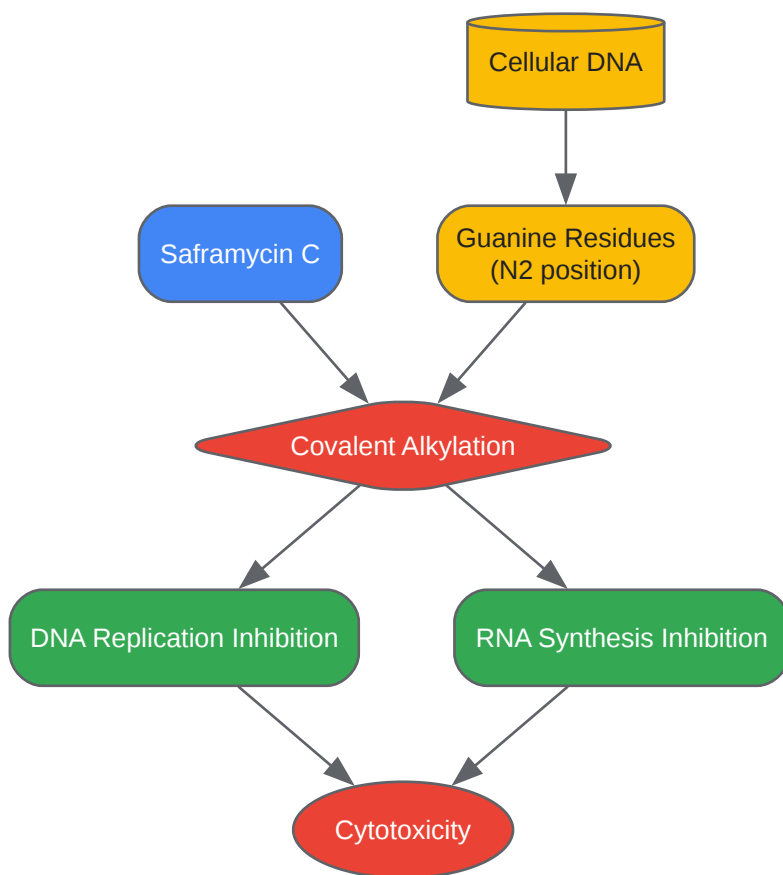 Cellular DNA
Saframycin C
Guanine Residues
(N2 position)
Covalent Alkylation
DNA Replication Inhibition
RNA Synthesis Inhibition
Cytotoxicity